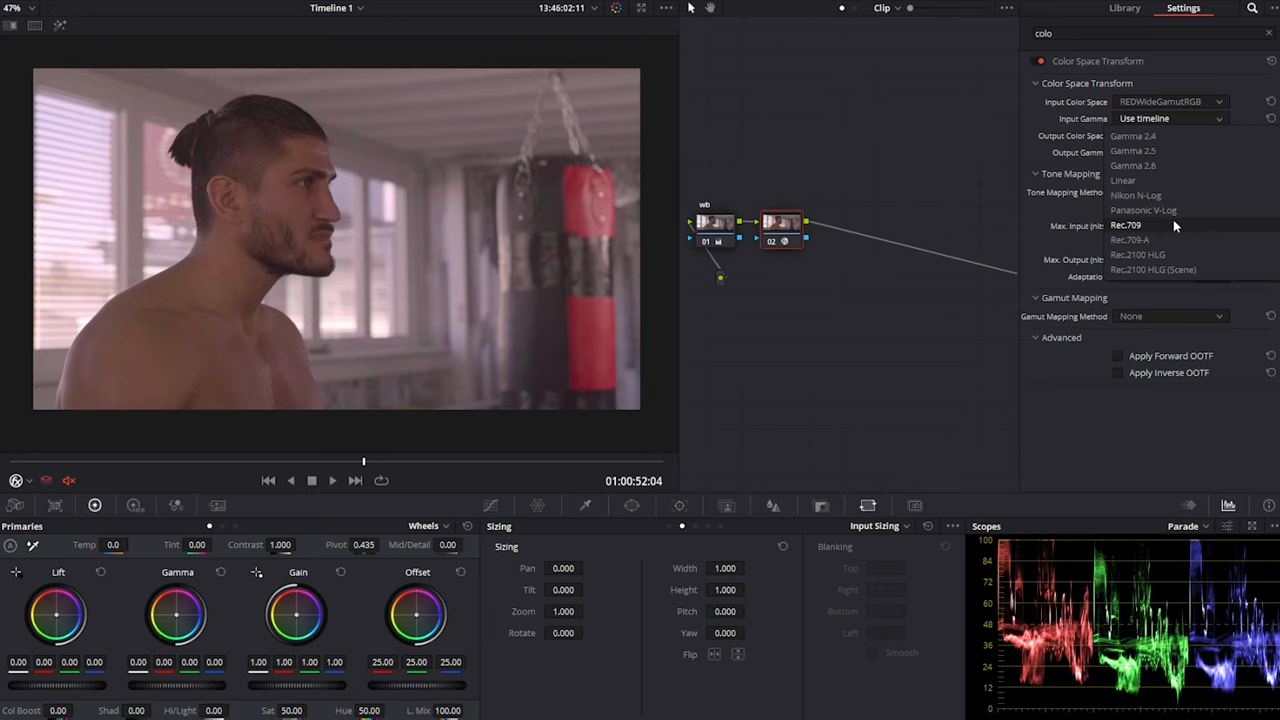 47% Timeline 1 13:46:02:11 Clip Library Settings
colo
Color Space Transform
Color Space Transform
Input Color Space REDWideGamutRGB
Input Gamma Use timeline
Output Color Spac Gamma 2.4
Output Gamm Gamma 2.5
Gamma 2.6
Tone Mapping Linear
Tone Mapping Metho Nikon N-Log
Panasonic V-Log
Max. Input (nit Rec.709
Rec.709-A
Max. Output (nit Rec.2100 HLG
Adaptatio Rec.2100 HLG (Scene)
Gamut Mapping
Gamut Mapping Method None
Advanced
Apply Forward OOTF
Apply Inverse OOTF
wb
01 02
01:00:52:04
Primaries Wheels Sizing Input Sizing Scopes Parade
A Temp 0.0 Tint 0.00 Contrast 1.000 Pivot 0.435 Mid/Detail 0.00 Sizing Blanking
Lift Gamma Gain Offset
Pan 0.000 Width 1.000 Top
Tilt 0.000 Height 1.000 Bottom
Zoom 1.000 Pitch 0.000 Left
Rotate 0.000 Yaw 0.000 Right
Flip Smooth
0.00 0.00 0.00 0.00 0.00 0.00 0.00 0.00 1.00 1.00 1.00 1.00 25.00 25.00 25.00
Col Boost 0.00 Shad Hi/Light Sat 50.00 Hue 50.00 L. Mix 100.00
100
84
72
60
48
36
24
12
0